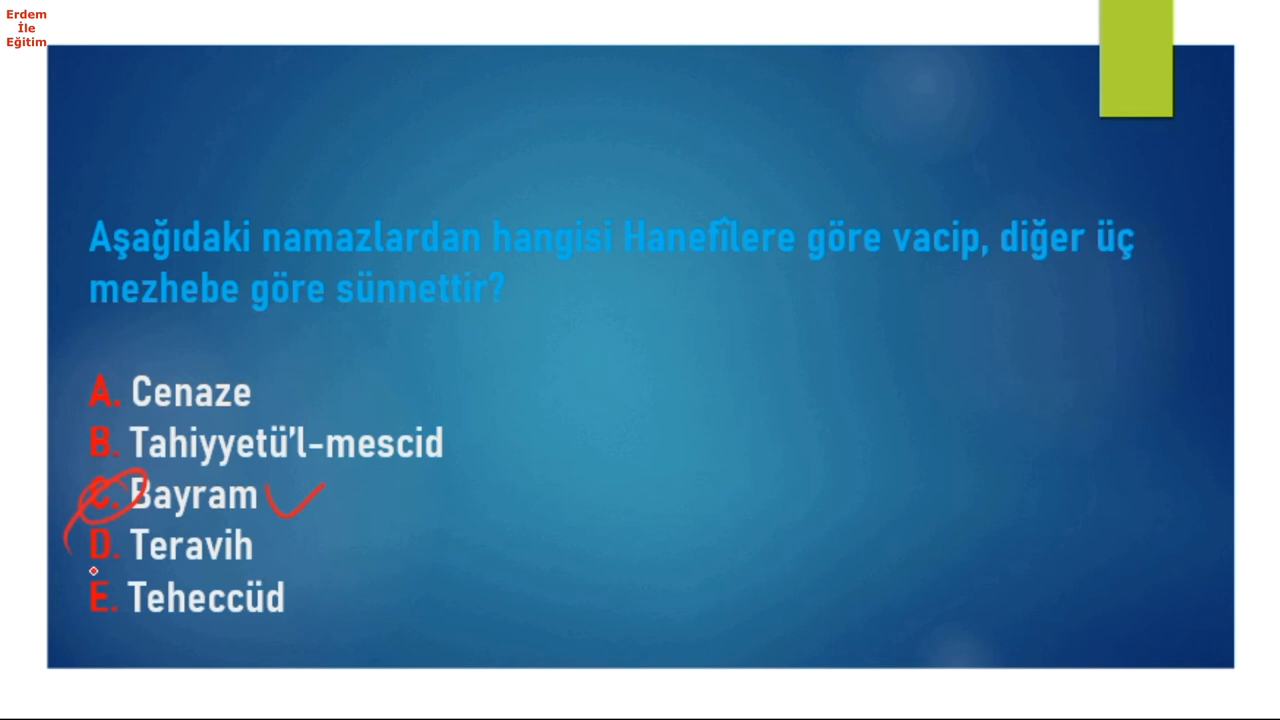 Erdem
İle
Eğitim
Aşağıdaki namazlardan hangisi Hanefîlere göre vacip, diğer üç
mezhebe göre sünnettir?
A. Cenaze
B. Tahiyyetü’l-mescid
C. Bayram
D. Teravih
E. Teheccüd